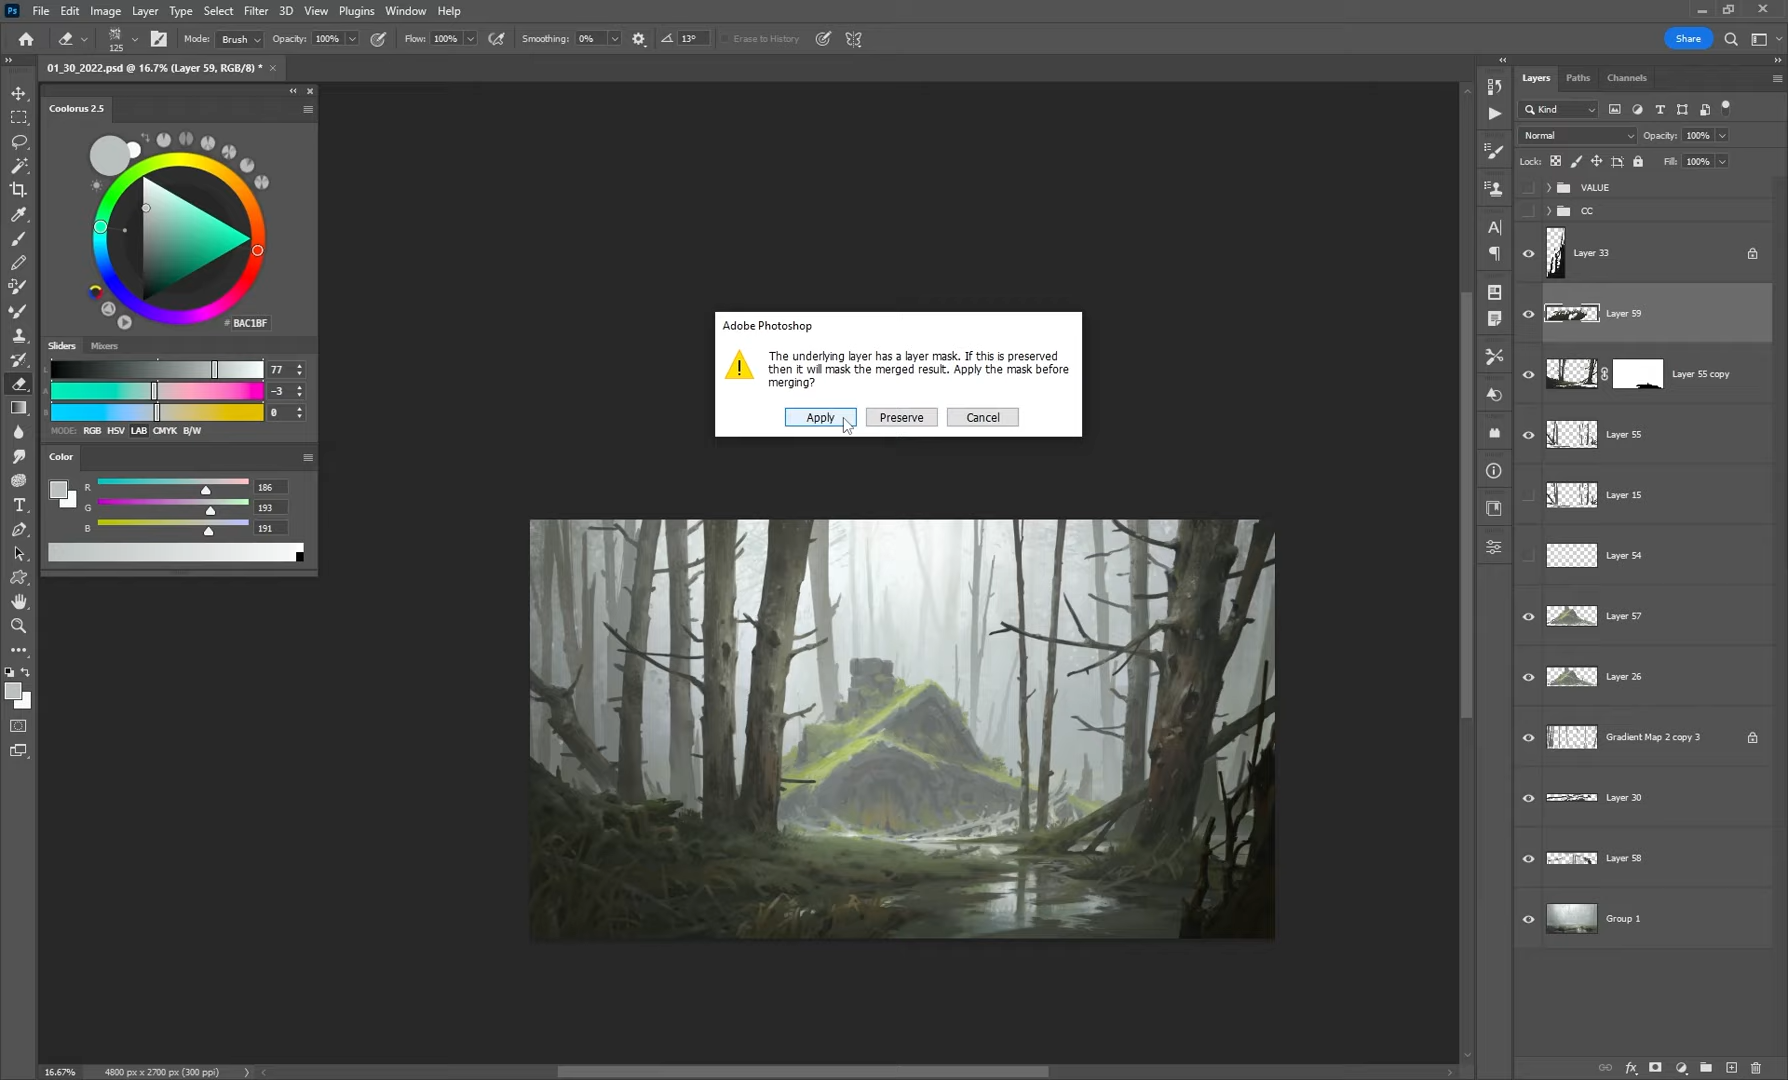 Ps File Edit Image Layer Type Select Filter 3D View Plugins Window Help
125 Mode: Brush Opacity: 100% Flow: 100% Smoothing: 0% 13° Erase to History Share
01_30_2022.psd @ 16.7% (Layer 59, RGB/8) *
Coolorus 2.5
# BAC1BF
Sliders Mixers
L 77
A -3
B 0
MODE: RGB HSV LAB CMYK B/W
Color
R 186
G 193
B 191
Adobe Photoshop
The underlying layer has a layer mask. If this is preserved
then it will mask the merged result. Apply the mask before
merging?
Apply Preserve Cancel
Layers Paths Channels
Kind
Normal Opacity: 100%
Lock: Fill: 100%
VALUE
CC
Layer 33
Layer 59
Layer 55 copy
Layer 55
Layer 15
Layer 54
Layer 57
Layer 26
Gradient Map 2 copy 3
Layer 30
Layer 58
Group 1
16.67% 4800 px x 2700 px (300 ppi)